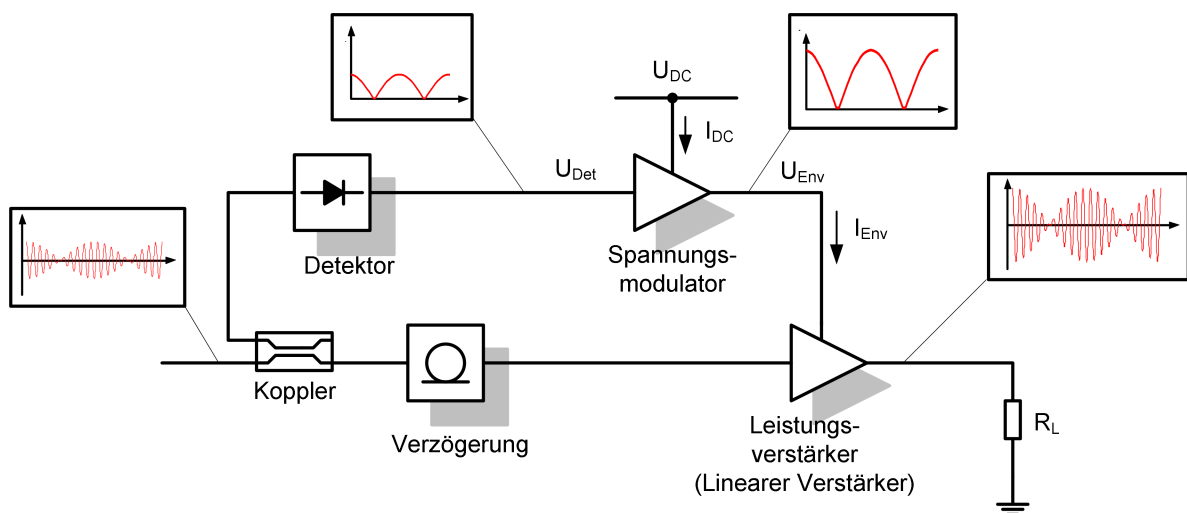 U_DC
I_DC
U_Det
U_Env
I_Env
Detektor
Spannungs-
modulator
Koppler
Verzögerung
Leistungs-
verstärker
(Linearer Verstärker)
R_L